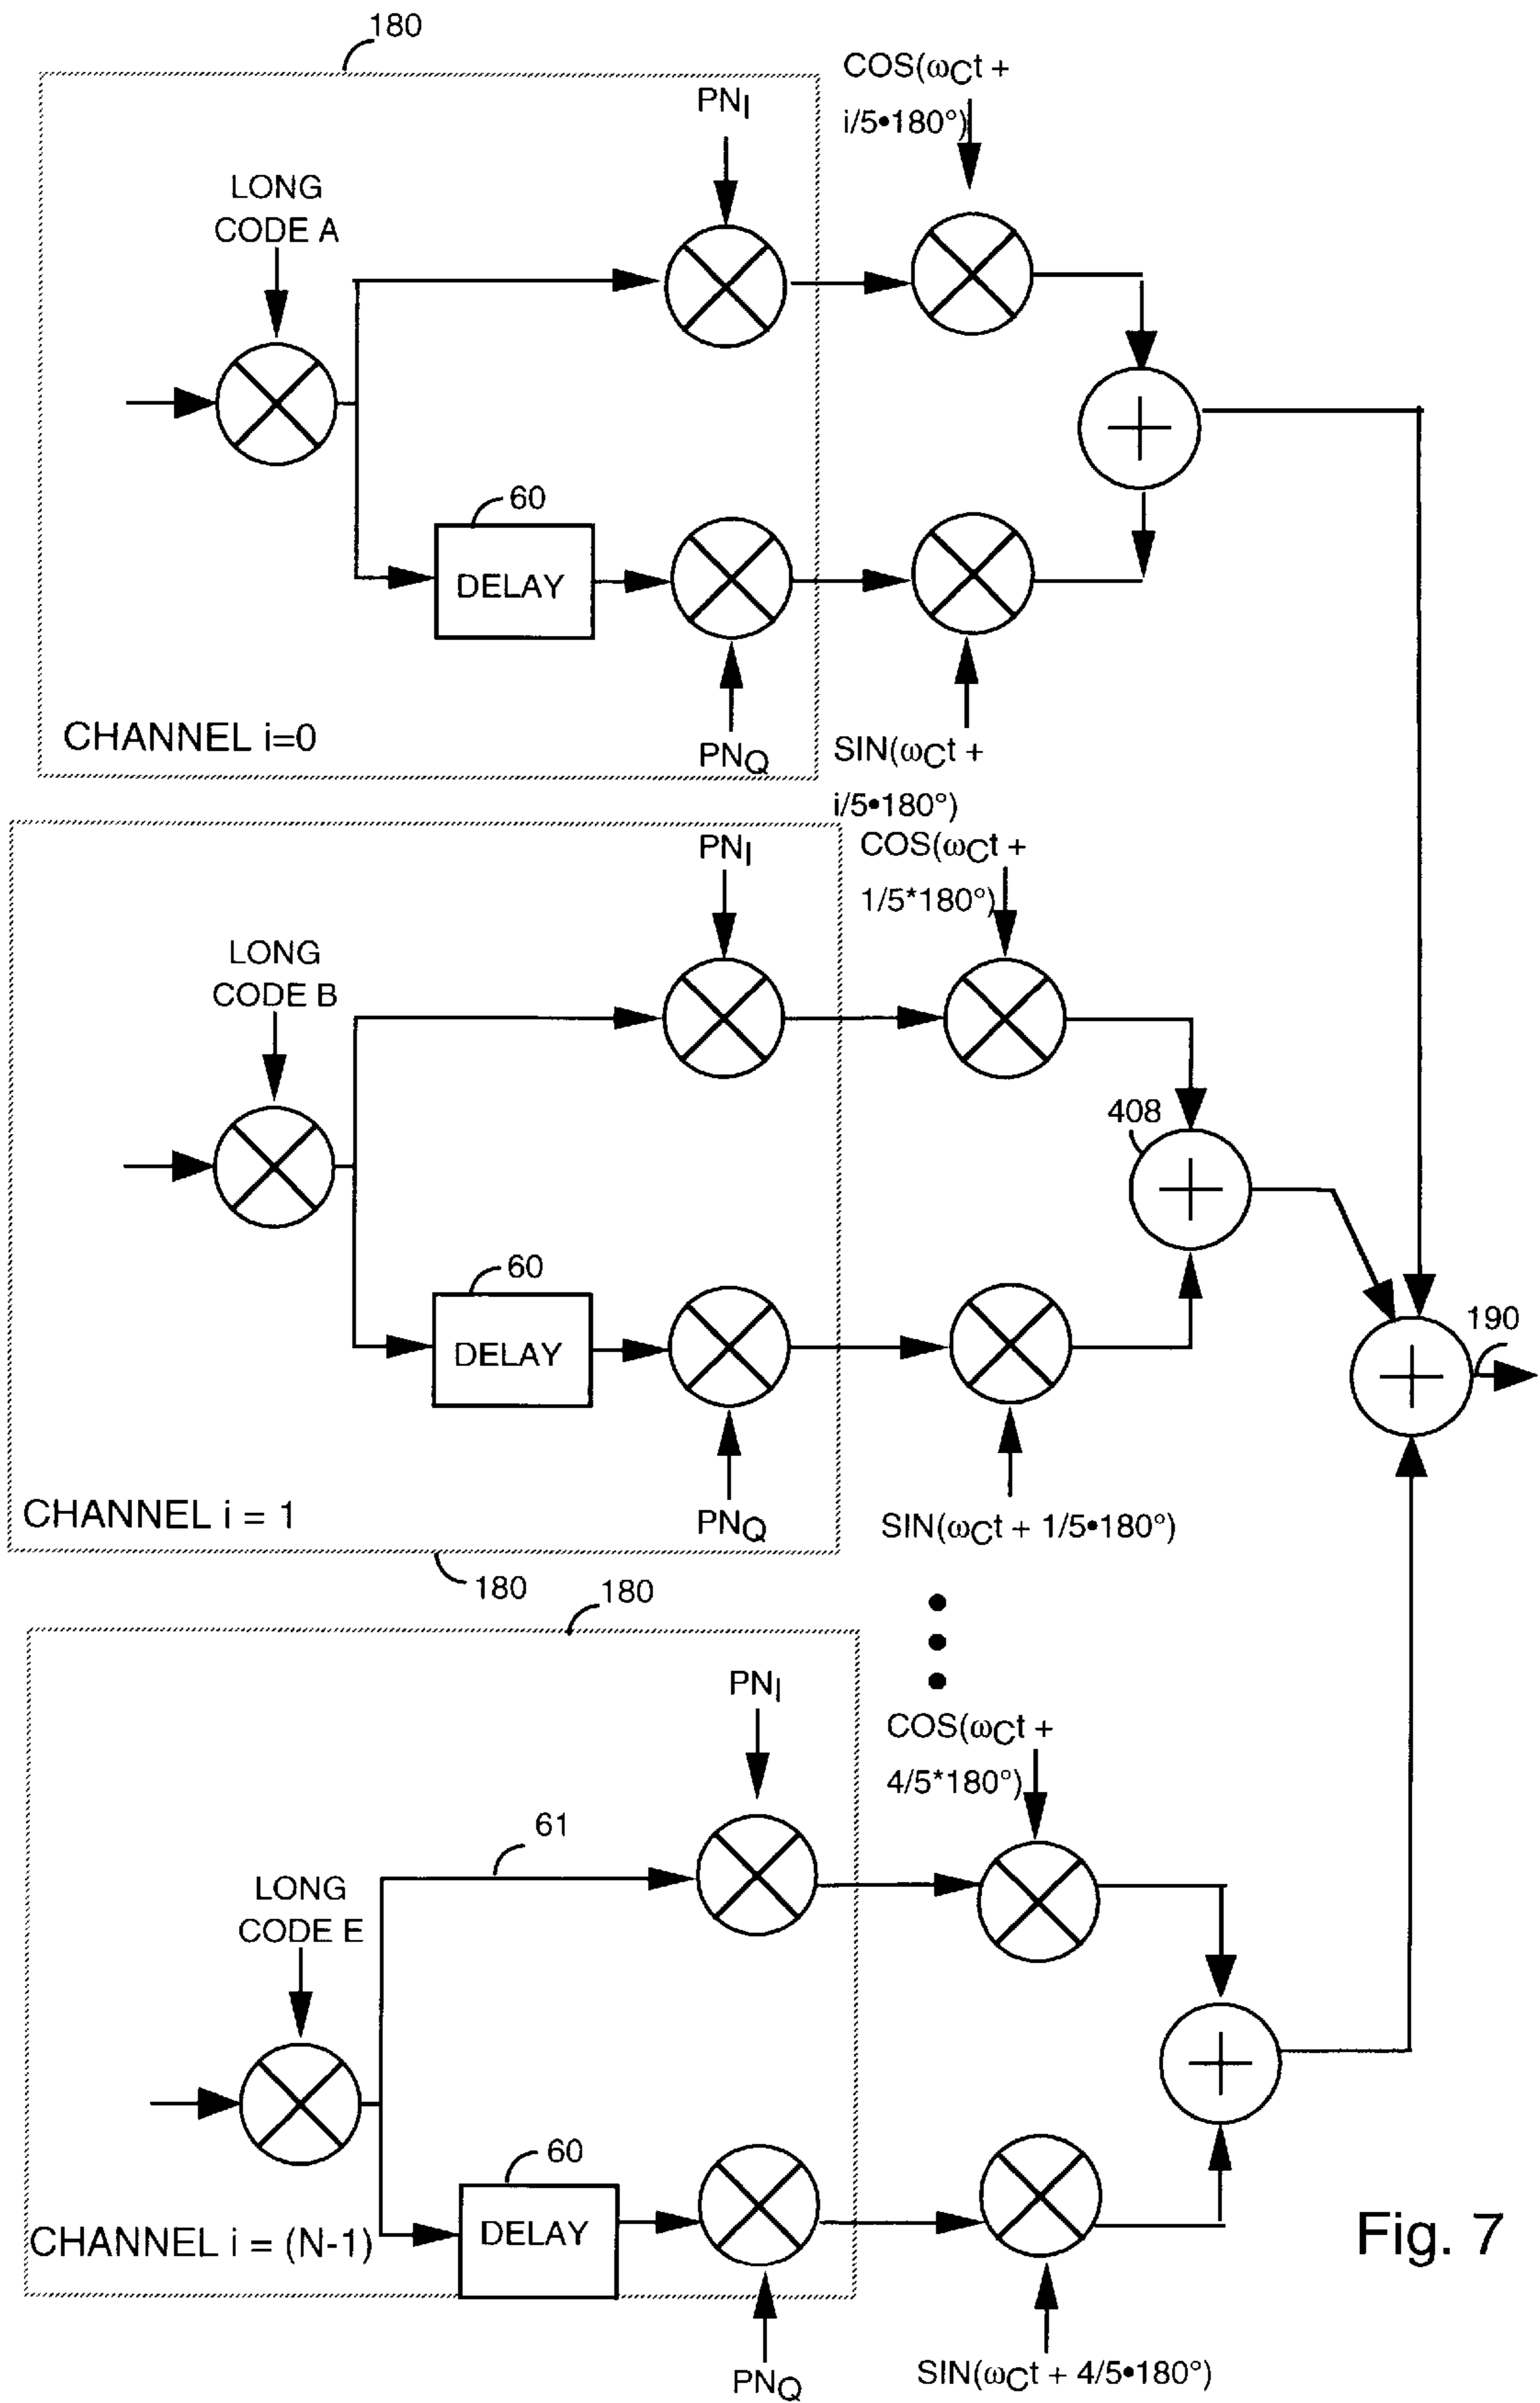 180
COS(ωCt +
i/5•180°)
PNI
LONG
CODE A
60
DELAY
CHANNEL i=0
PNQ
SIN(ωCt +
i/5•180°)
PNI
COS(ωCt +
1/5*180°)
LONG
CODE B
408
60
DELAY
190
CHANNEL i = 1
PNQ
SIN(ωCt + 1/5•180°)
180
180
PNI
COS(ωCt +
4/5*180°)
61
LONG
CODE E
60
DELAY
CHANNEL i = (N-1)
Fig. 7
PNQ
SIN(ωCt + 4/5•180°)